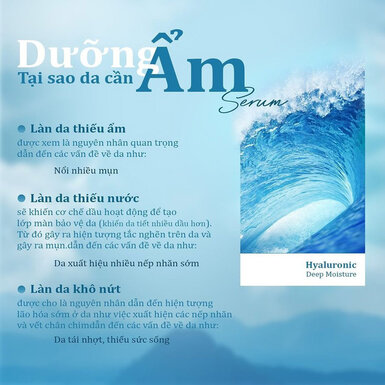 Dưỡng Ẩm
Tại sao da cần
Serum
Làn da thiếu ẩm
được xem là nguyên nhân quan trọng
dẫn đến các vấn đề về da như:
Nổi nhiều mụn
Làn da thiếu nước
sẽ khiến cơ chế dầu hoạt động để tạo
lớp màn bảo vệ da (khiến da tiết nhiều dầu hơn).
Từ đó gây ra hiện tượng tắc nghẽn trên da và
gây ra mụn.dẫn đến các vấn đề về da như:
Da xuất hiện nhiều nếp nhăn sớm
Hyaluronic
Deep Moisture
Làn da khô nứt
được cho là nguyên nhân dẫn đến hiện tượng
lão hóa sớm ở da như việc xuất hiện các nếp nhăn
và vết chân chimdẫn đến các vấn đề về da như:
Da tái nhợt, thiếu sức sống